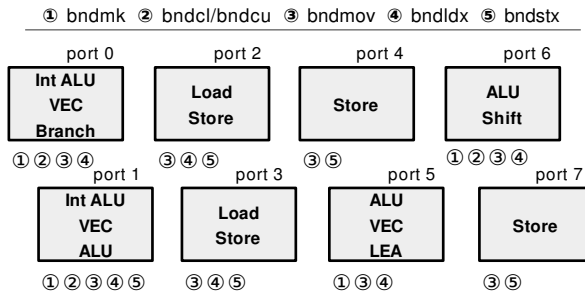 ① bndmk ② bndcl/bndcu ③ bndmov ④ bndldx ⑤ bndstx
port 0 port 2 port 4 port 6
Int ALU
VEC
Branch
Load
Store
Store
ALU
Shift
①②③④ ③④⑤ ③⑤ ①②③④
port 1 port 3 port 5 port 7
Int ALU
VEC
ALU
Load
Store
ALU
VEC
LEA
Store
①②③④⑤ ③④⑤ ①③④ ③⑤